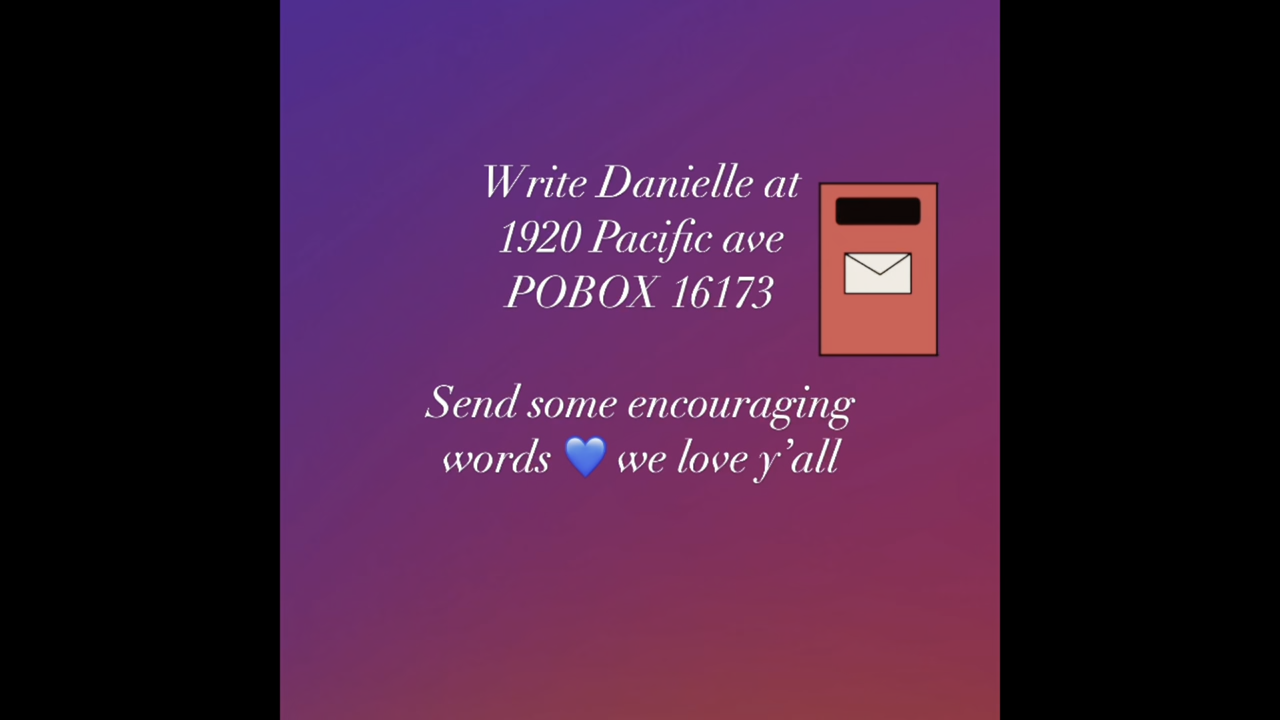 Write Danielle at
1920 Pacific ave
POBOX 16173
Send some encouraging
words 💙 we love y’all